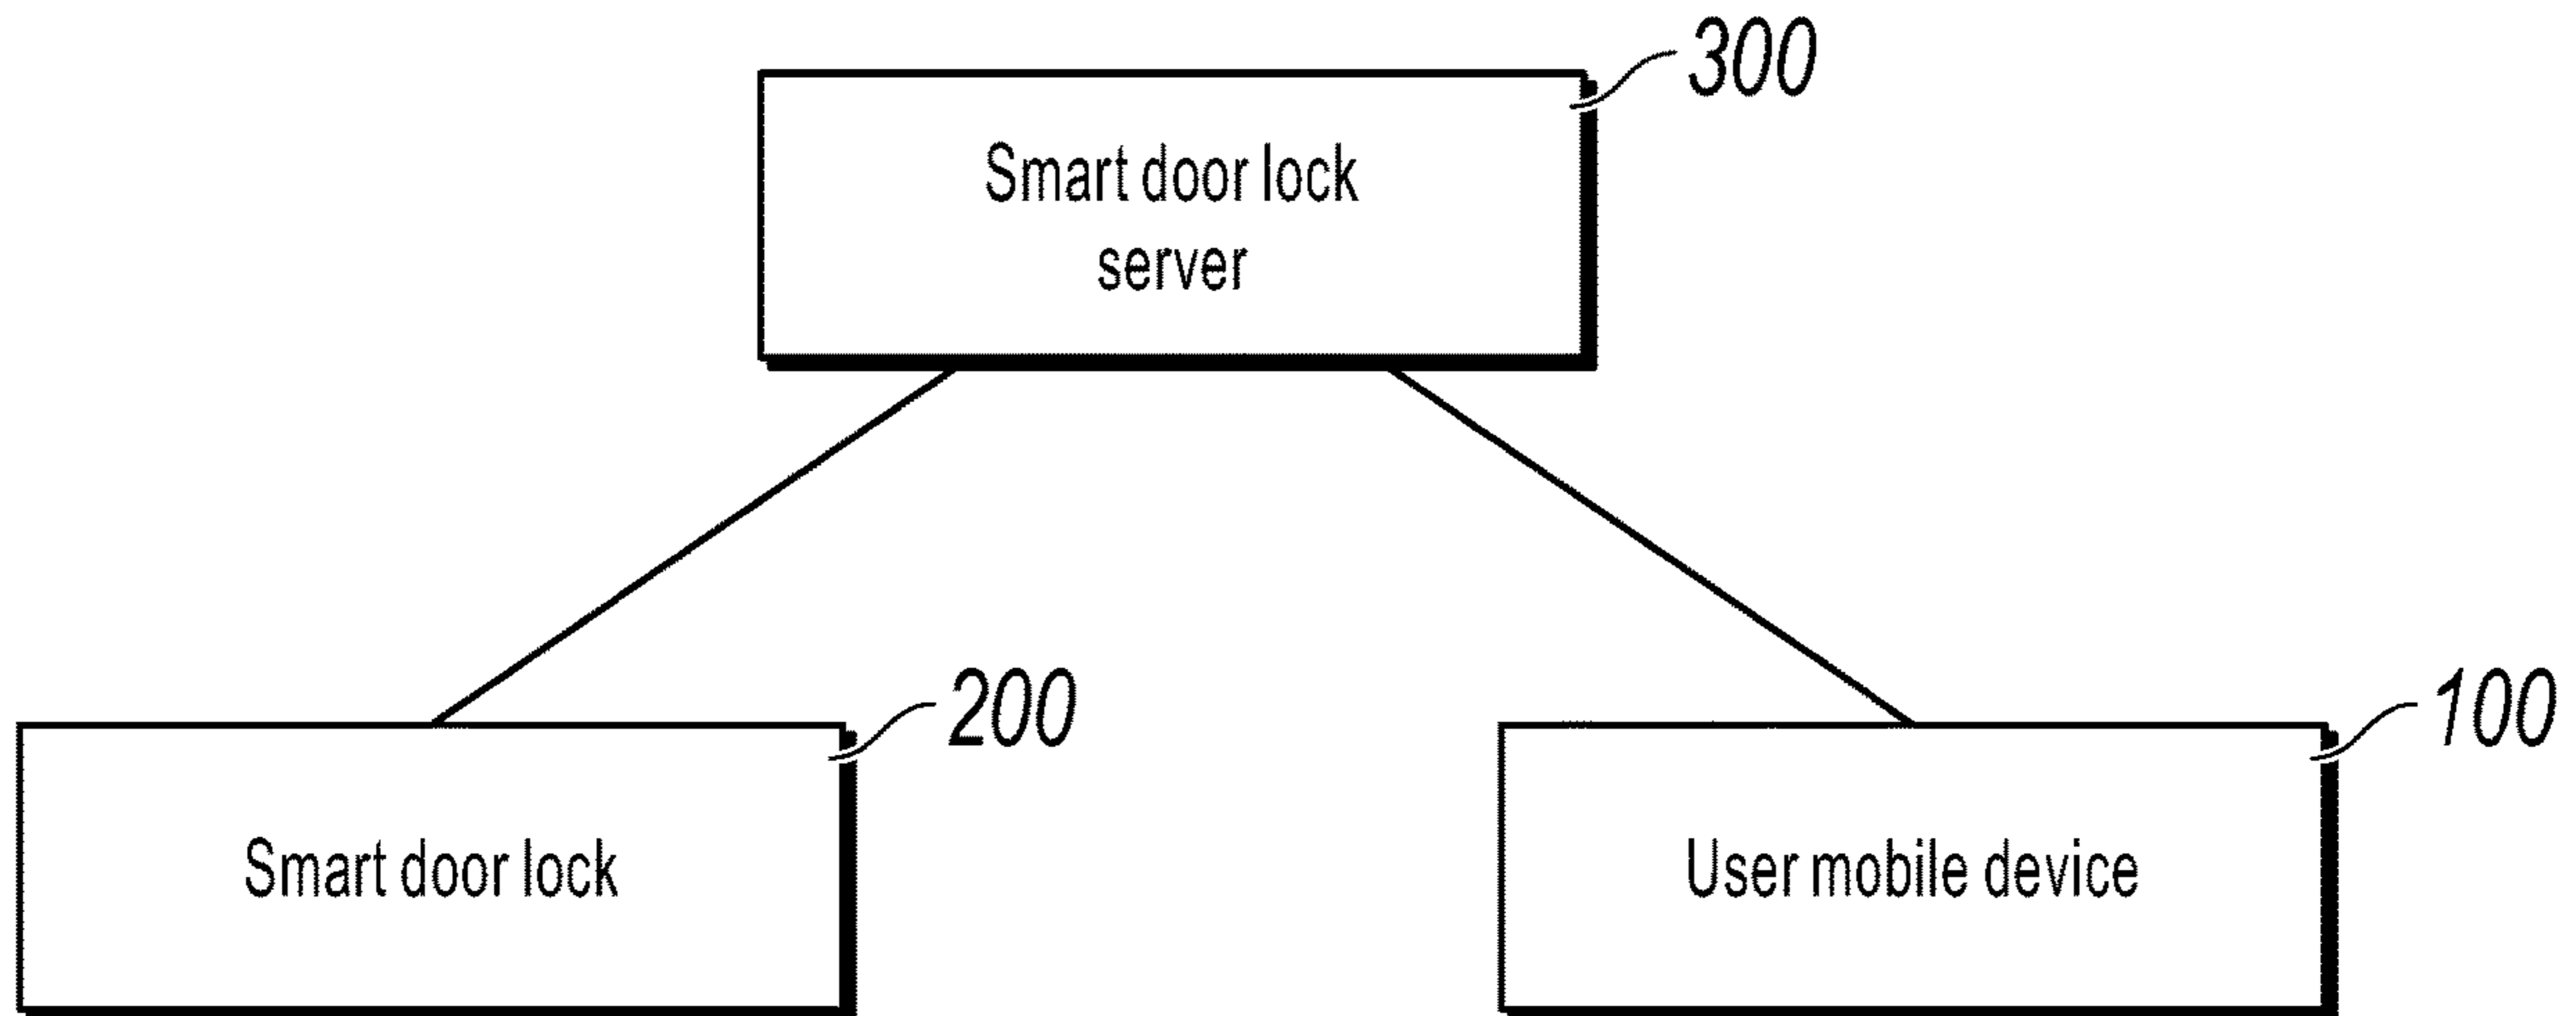 300
Smart door lock
server
200
100
Smart door lock
User mobile device